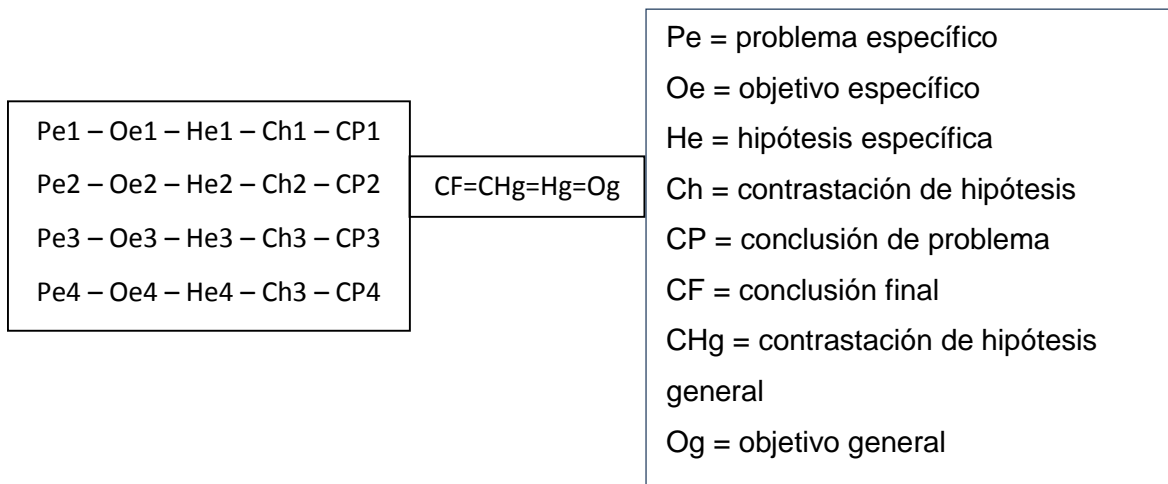 Pe1 – Oe1 – He1 – Ch1 – CP1
Pe2 – Oe2 – He2 – Ch2 – CP2
Pe3 – Oe3 – He3 – Ch3 – CP3
Pe4 – Oe4 – He4 – Ch3 – CP4
CF=CHg=Hg=Og
Pe = problema específico
Oe = objetivo específico
He = hipótesis específica
Ch = contrastación de hipótesis
CP = conclusión de problema
CF = conclusión final
CHg = contrastación de hipótesis
general
Og = objetivo general